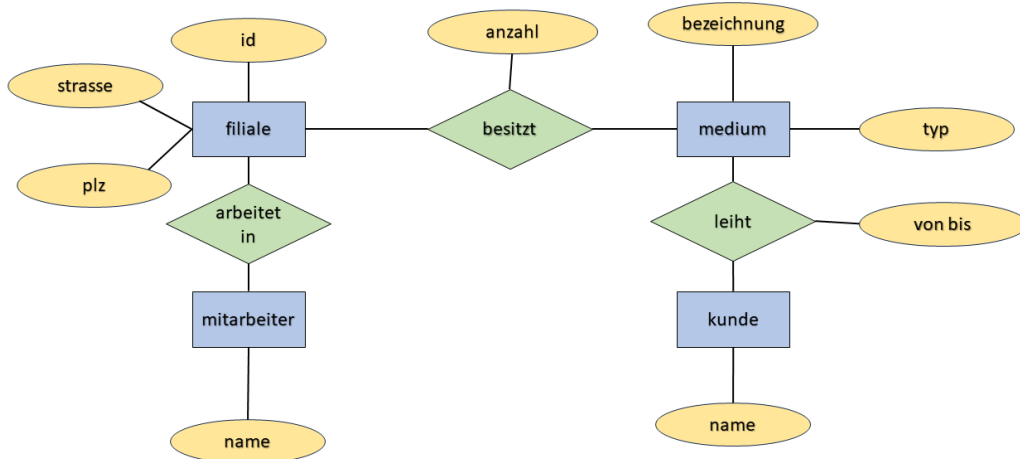 bezeichnung
anzahl
id
strasse
filiale
besitzt
medium
typ
plz
arbeitet
in
leiht
von bis
mitarbeiter
kunde
name
name